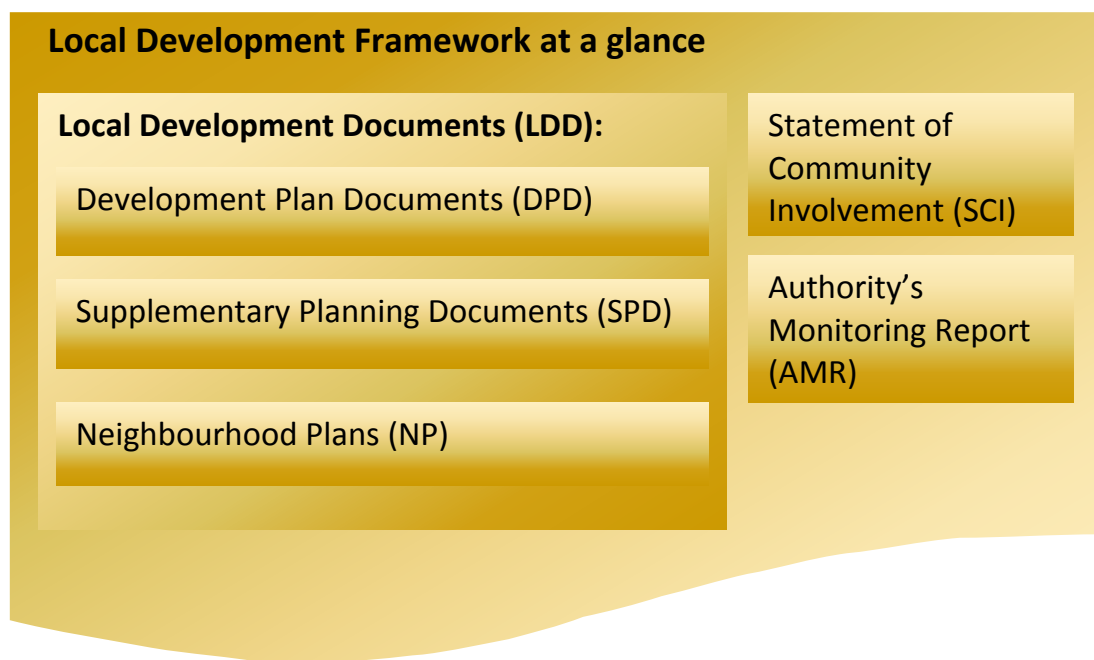 Local Development Framework at a glance
Local Development Documents (LDD):
Development Plan Documents (DPD)
Supplementary Planning Documents (SPD)
Neighbourhood Plans (NP)
Statement of
Community
Involvement (SCI)
Authority's
Monitoring Report
(AMR)